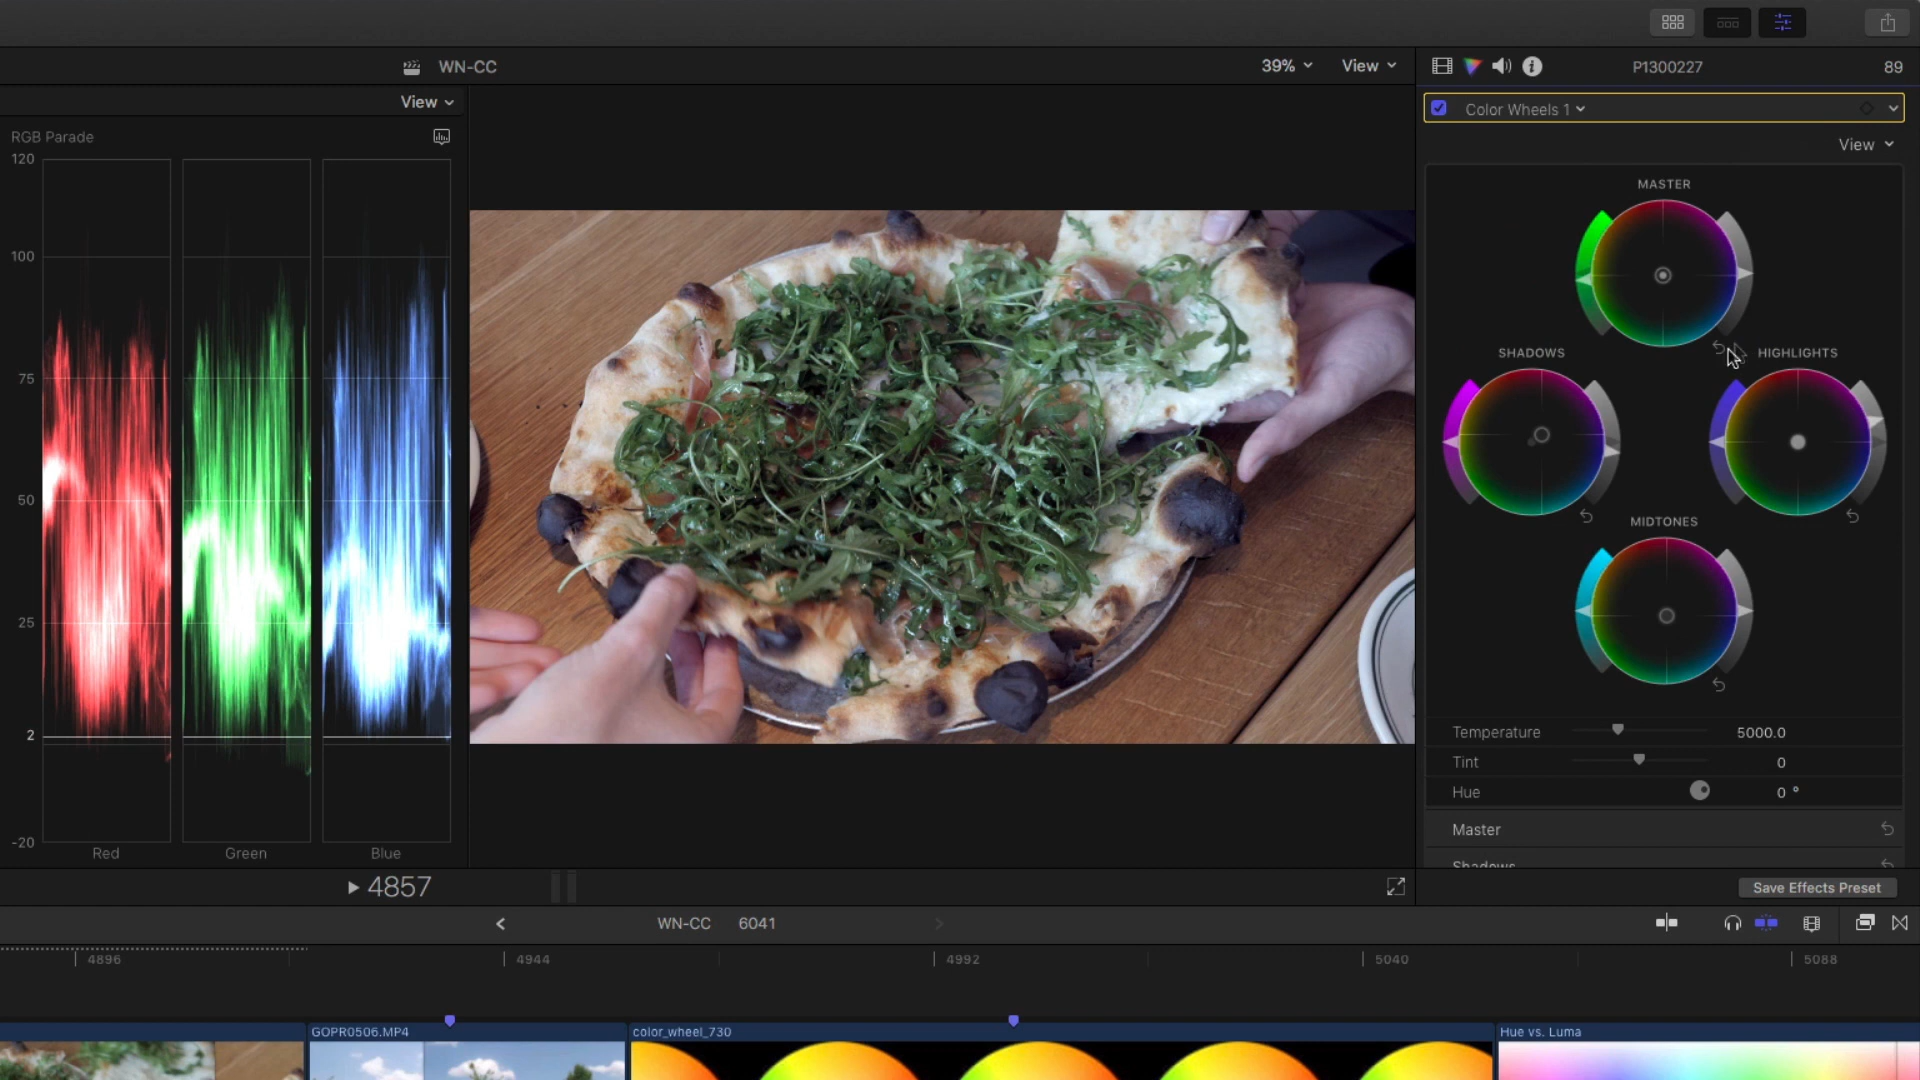 WN-CC
39%
View
P1300227
89
View
Color Wheels 1
RGB Parade
View
120
100
75
50
25
2
-20
Red
Green
Blue
MASTER
SHADOWS
HIGHLIGHTS
MIDTONES
Temperature
5000.0
Tint
0
Hue
0 °
Master
Shadows
4857
Save Effects Preset
WN-CC
6041
4896
4944
4992
5040
5088
GOPR0506.MP4
color_wheel_730
Hue vs. Luma